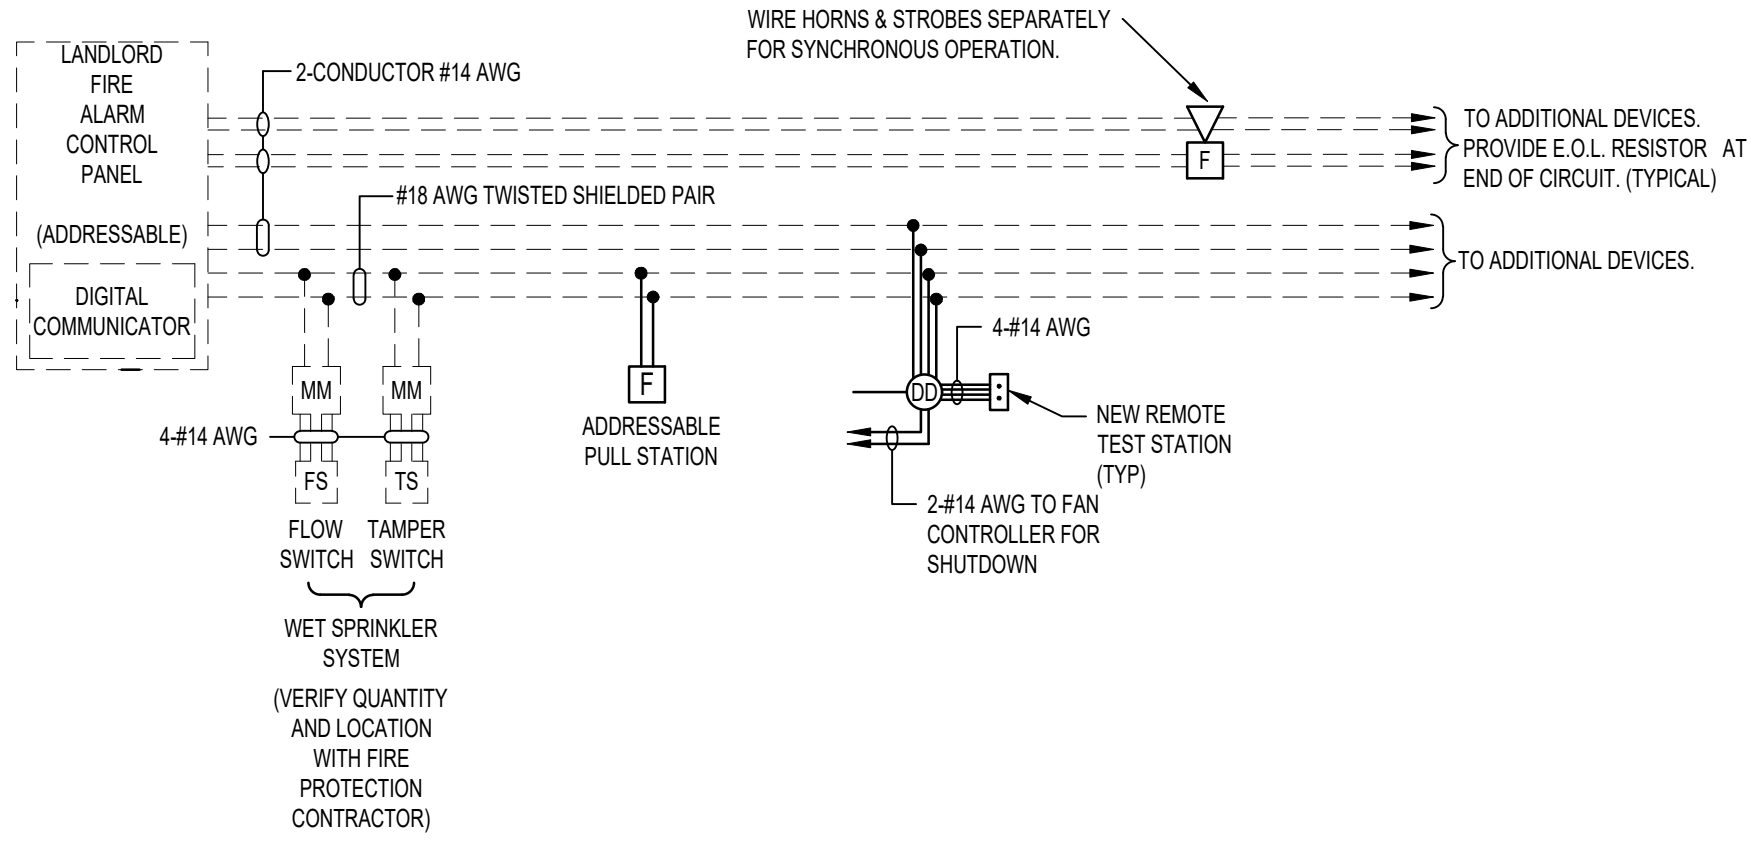 WIRE HORNS & STROBES SEPARATELY
FOR SYNCHRONOUS OPERATION.
LANDLORD
FIRE
ALARM
CONTROL
PANEL
(ADDRESSABLE)
DIGITAL
COMMUNICATOR
2-CONDUCTOR #14 AWG
#18 AWG TWISTED SHIELDED PAIR
F
TO ADDITIONAL DEVICES.
PROVIDE E.O.L. RESISTOR AT
END OF CIRCUIT. (TYPICAL)
TO ADDITIONAL DEVICES.
MM
MM
4-#14 AWG
FS
TS
FLOW
SWITCH
TAMPER
SWITCH
WET SPRINKLER
SYSTEM
(VERIFY QUANTITY
AND LOCATION
WITH FIRE
PROTECTION
CONTRACTOR)
F
ADDRESSABLE
PULL STATION
DD
4-#14 AWG
NEW REMOTE
TEST STATION
(TYP)
2-#14 AWG TO FAN
CONTROLLER FOR
SHUTDOWN